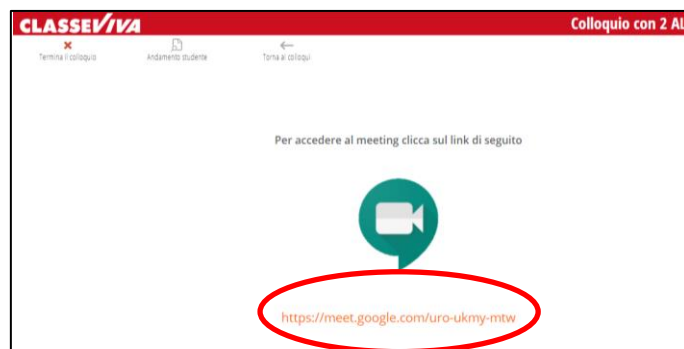 CLASSEVIVA
Colloquio con 2 AL
Termina il colloquio
Andamento studente
Torna ai colloqui
Per accedere al meeting clicca sul link di seguito
https://meet.google.com/uro-ukmy-mtw